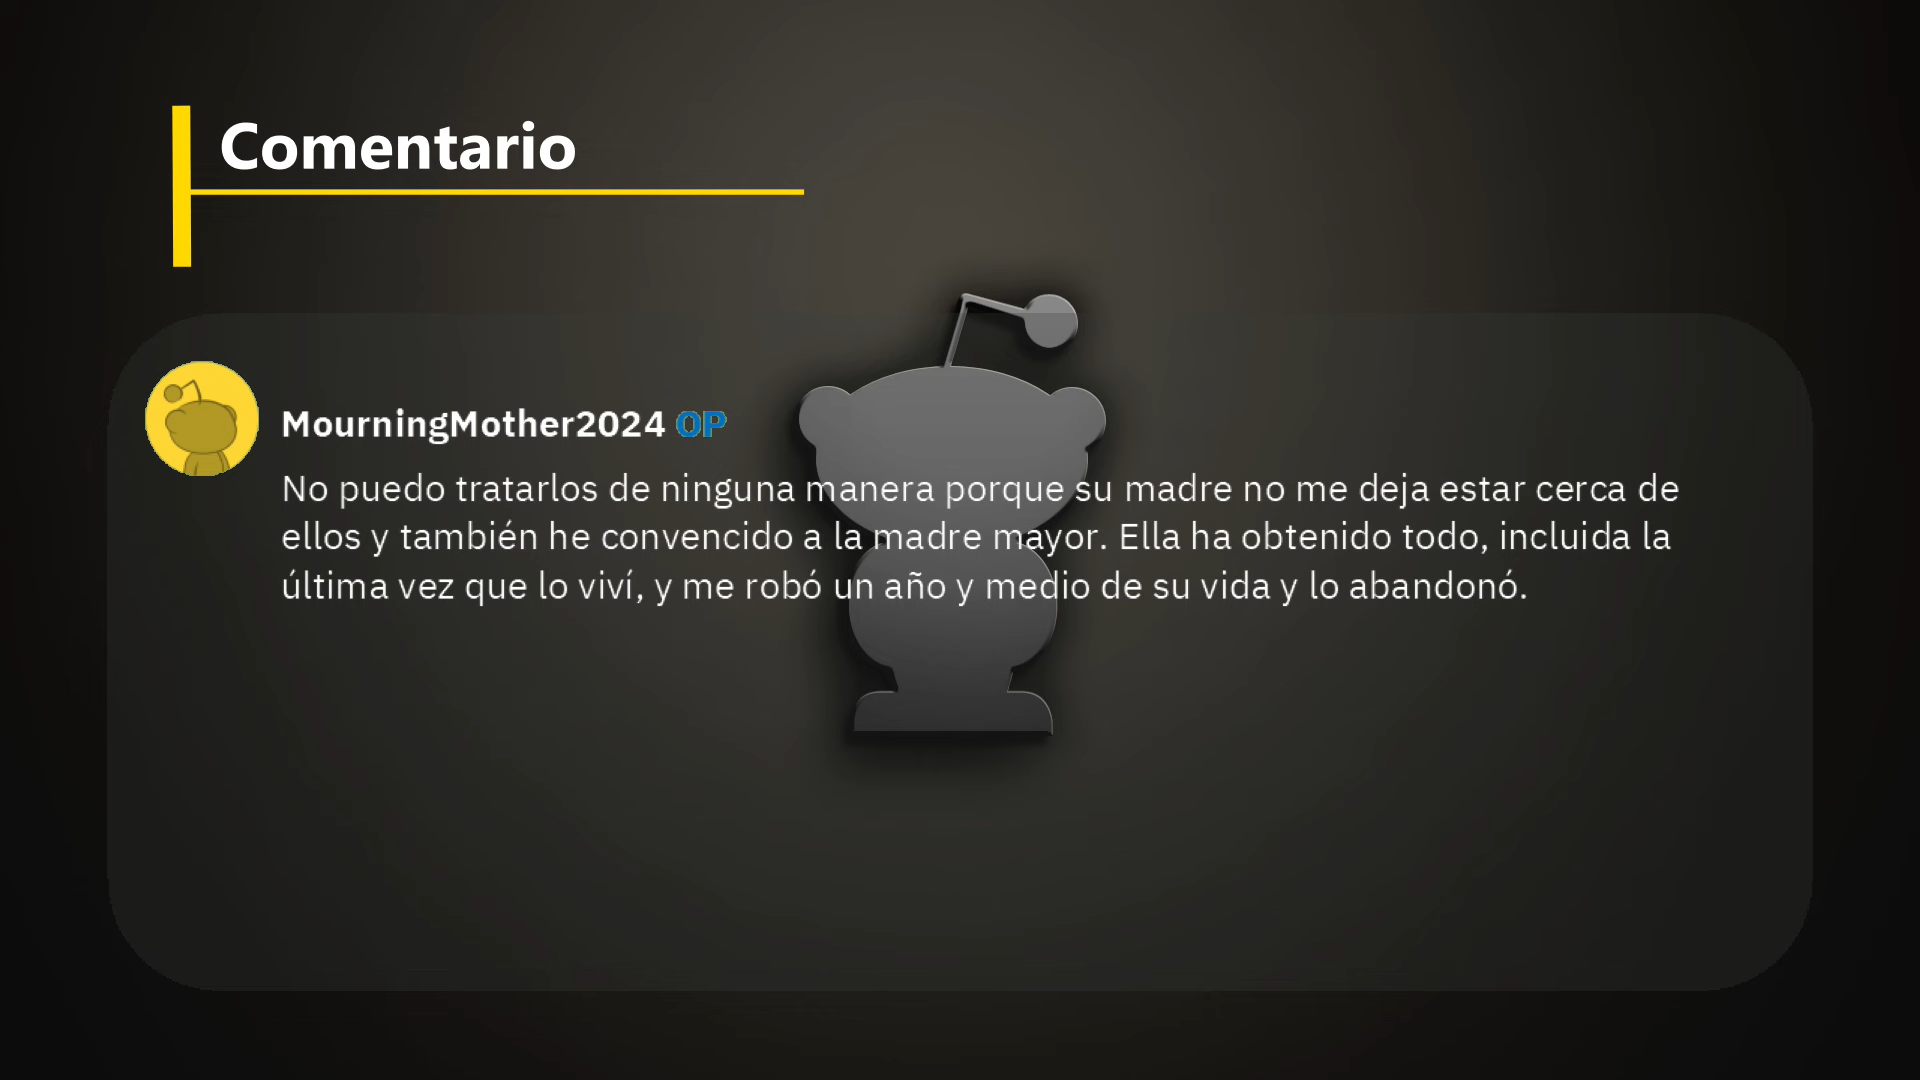 Comentario
MourningMother2024 OP
No puedo tratarlos de ninguna manera porque su madre no me deja estar cerca de
ellos y también he convencido a la madre mayor. Ella ha obtenido todo, incluida la
última vez que lo viví, y me robó un año y medio de su vida y lo abandonó.